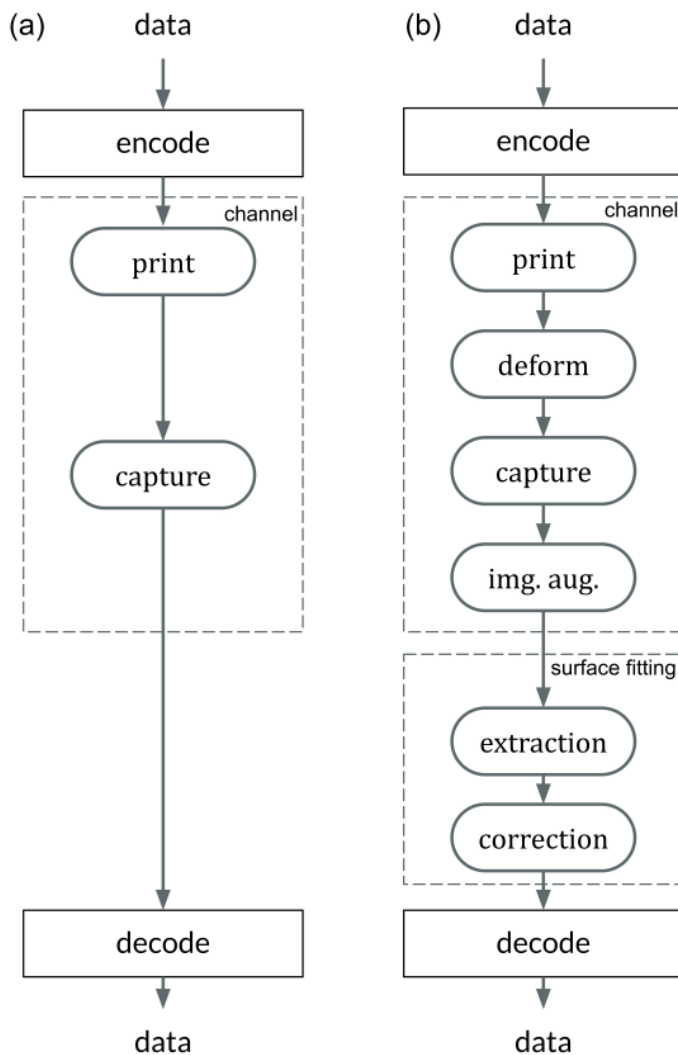 (a)
data
encode
channel
print
capture
decode
data
(b)
data
encode
channel
print
deform
capture
img. aug.
surface fitting
extraction
correction
decode
data